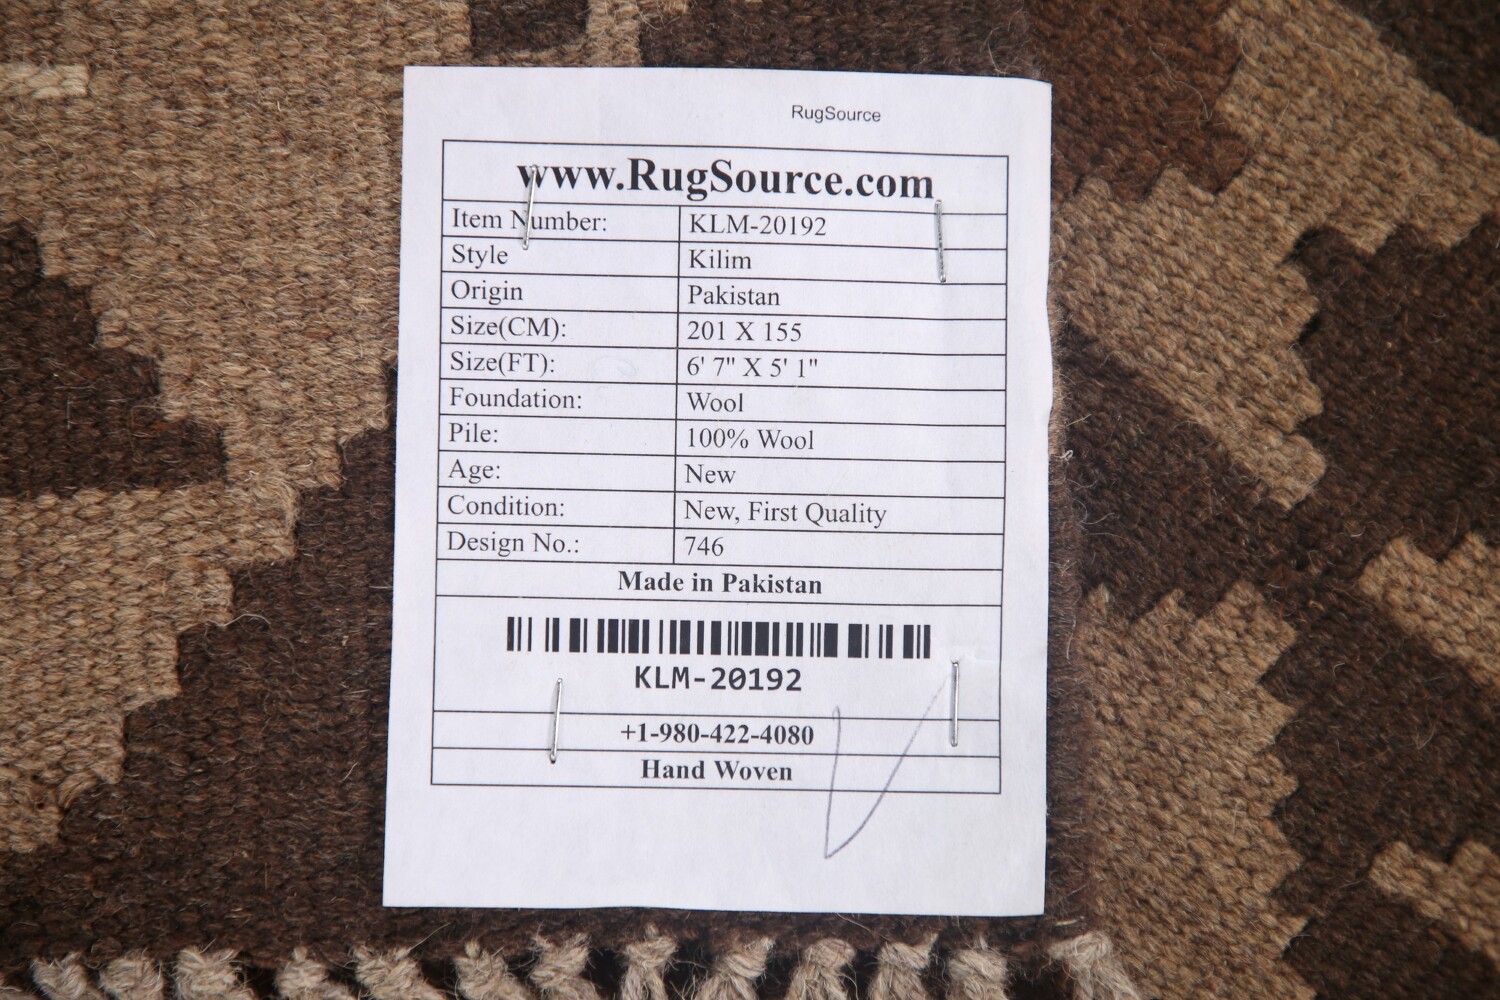 RugSource
www.RugSource.com
Item Number: KLM-20192
Style Kilim
Origin Pakistan
Size(CM): 201 X 155
Size(FT): 6' 7" X 5' 1"
Foundation: Wool
Pile: 100% Wool
Age: New
Condition: New, First Quality
Design No.: 746
Made in Pakistan
KLM-20192
+1-980-422-4080
Hand Woven